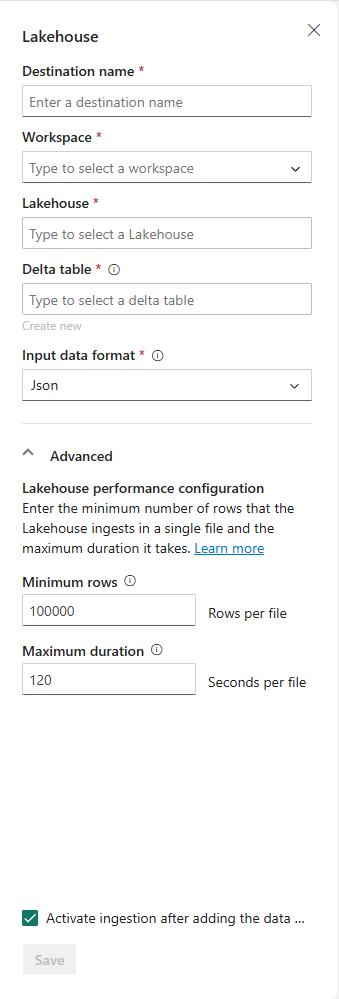 Lakehouse
Destination name *
Enter a destination name
Workspace *
Type to select a workspace
Lakehouse *
Type to select a Lakehouse
Delta table *
Type to select a delta table
Create new
Input data format *
Json
Advanced
Lakehouse performance configuration
Enter the minimum number of rows that the
Lakehouse ingests in a single file and the
maximum duration it takes. Learn more
Minimum rows
100000 Rows per file
Maximum duration
120 Seconds per file
Activate ingestion after adding the data ...
Save